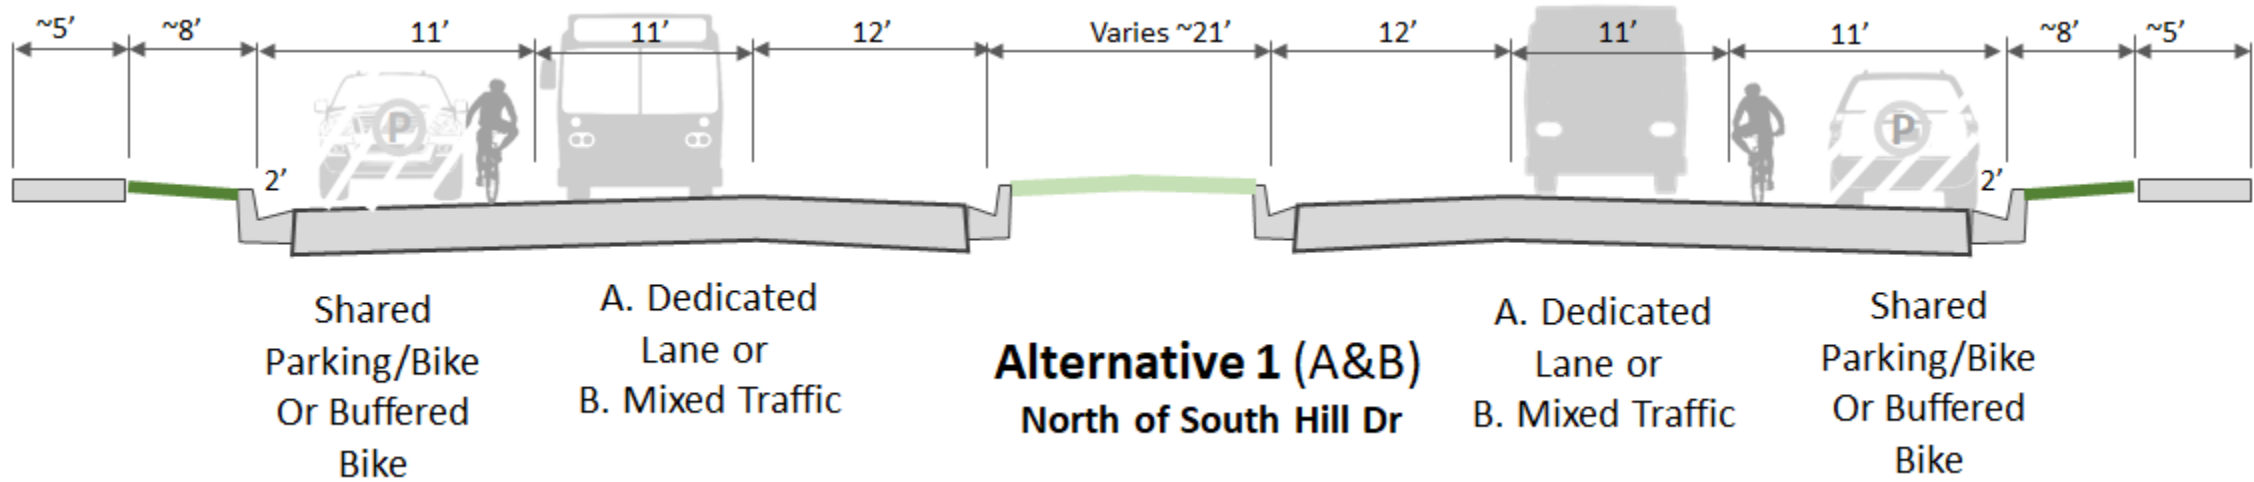 ~5’ ~8’ 11’ 11’ 12’ Varies ~21’ 12’ 11’ 11’ ~8’ ~5’
P P
2’ 2’
Shared
Parking/Bike
Or Buffered
Bike
A. Dedicated
Lane or
B. Mixed Traffic
Alternative 1 (A&B)
North of South Hill Dr
A. Dedicated
Lane or
B. Mixed Traffic
Shared
Parking/Bike
Or Buffered
Bike